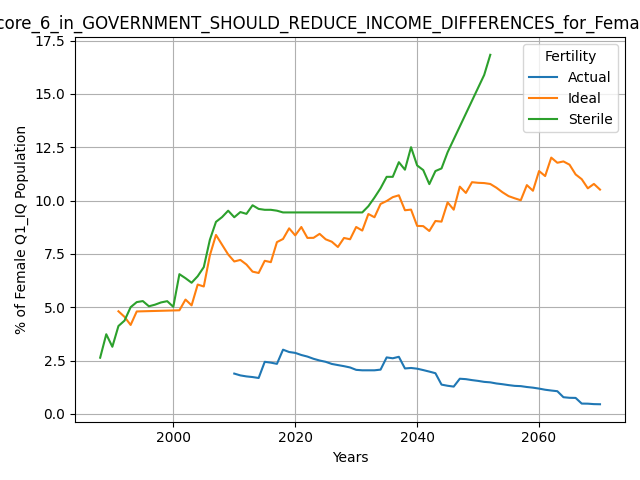 core_6_in_GOVERNMENT_SHOULD_REDUCE_INCOME_DIFFERENCES_for_Fema
17.5
15.0
12.5
10.0
7.5
5.0
2.5
0.0
% of Female Q1_IQ Population
Fertility
Actual
Ideal
Sterile
2000
2020
2040
2060
Years